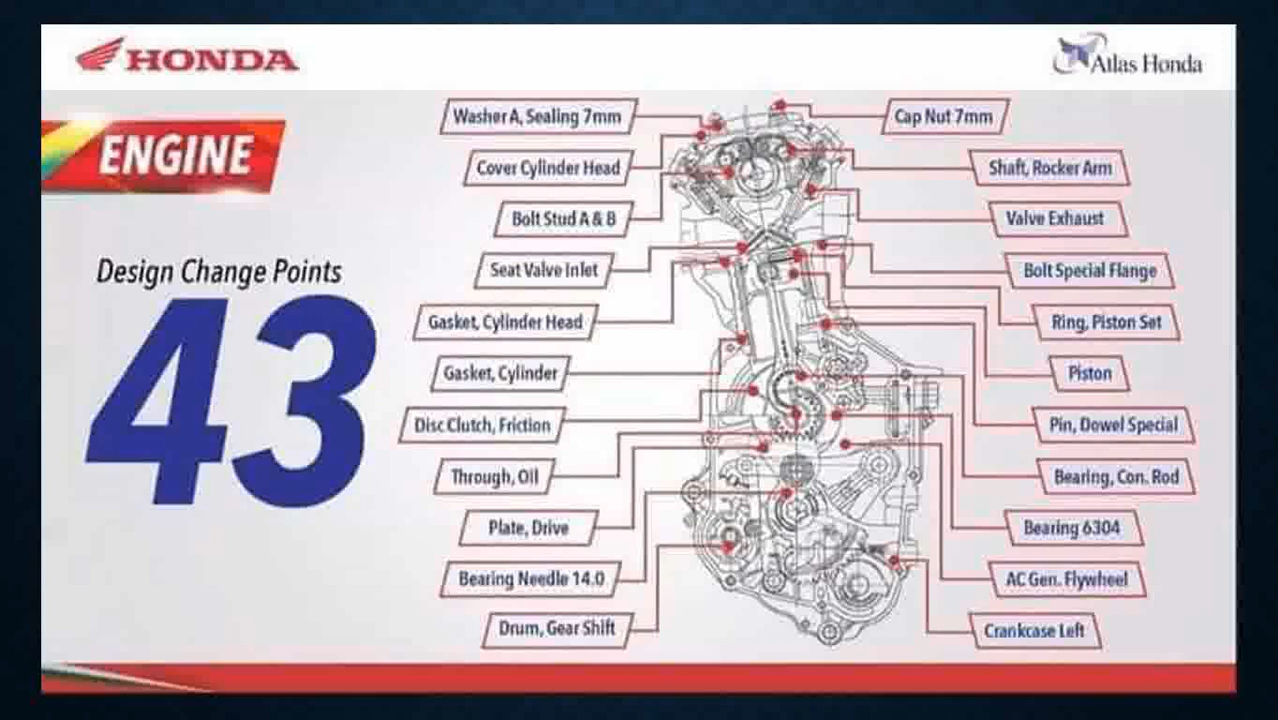 HONDA
Atlas Honda
ENGINE
Design Change Points
43
Washer A, Sealing 7mm
Cover Cylinder Head
Bolt Stud A & B
Seat Valve Inlet
Gasket, Cylinder Head
Gasket, Cylinder
Disc Clutch, Friction
Through, Oil
Plate, Drive
Bearing Needle 14.0
Drum, Gear Shift
Cap Nut 7mm
Shaft, Rocker Arm
Valve Exhaust
Bolt Special Flange
Ring, Piston Set
Piston
Pin, Dowel Special
Bearing, Con. Rod
Bearing 6304
AC Gen. Flywheel
Crankcase Left